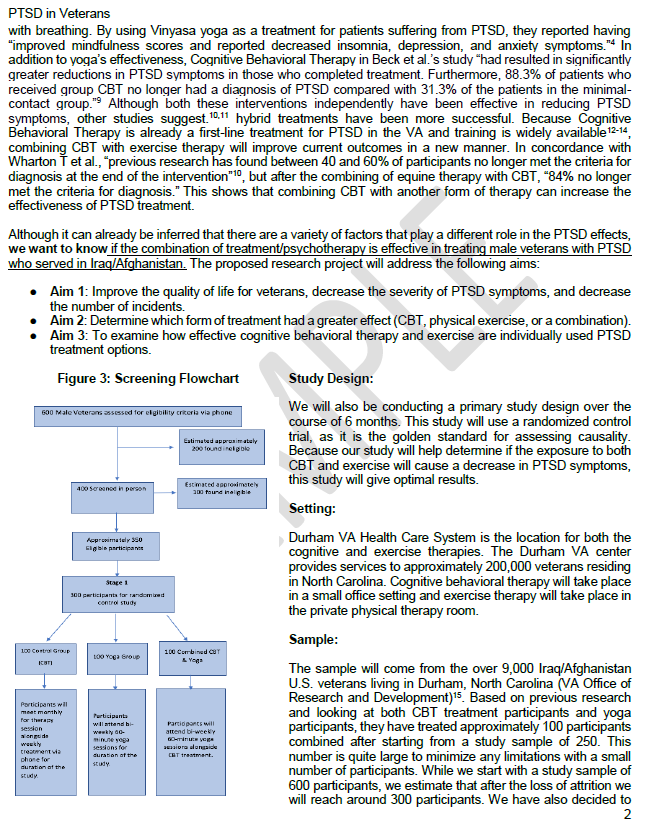 PTSD in Veterans
with breathing. By using Vinyasa yoga as a treatment for patients suffering from PTSD, they reported having
“improved mindfulness scores and reported decreased insomnia, depression, and anxiety symptoms.”4 In
addition to yoga’s effectiveness, Cognitive Behavioral Therapy in Beck et al.’s study “had resulted in significantly
greater reductions in PTSD symptoms in those who completed treatment. Furthermore, 88.3% of patients who
received group CBT no longer had a diagnosis of PTSD compared with 31.3% of the patients in the minimal-
contact group.”9 Although both these interventions independently have been effective in reducing PTSD
symptoms, other studies suggest.10,11 hybrid treatments have been more successful. Because Cognitive
Behavioral Therapy is already a first-line treatment for PTSD in the VA and training is widely available12-14,
combining CBT with exercise therapy will improve current outcomes in a new manner. In concordance with
Wharton T et al., “previous research has found between 40 and 60% of participants no longer met the criteria for
diagnosis at the end of the intervention”10, but after the combining of equine therapy with CBT, “84% no longer
met the criteria for diagnosis.” This shows that combining CBT with another form of therapy can increase the
effectiveness of PTSD treatment.
Although it can already be inferred that there are a variety of factors that play a different role in the PTSD effects,
we want to know if the combination of treatment/psychotherapy is effective in treating male veterans with PTSD
who served in Iraq/Afghanistan. The proposed research project will address the following aims:
● Aim 1: Improve the quality of life for veterans, decrease the severity of PTSD symptoms, and decrease
the number of incidents.
● Aim 2: Determine which form of treatment had a greater effect (CBT, physical exercise, or a combination).
● Aim 3: To examine how effective cognitive behavioral therapy and exercise are individually used PTSD
treatment options.
Figure 3: Screening Flowchart
600 Male Veterans assessed for eligibility criteria via phone
Estimated approximately
200 found ineligible
400 Screened in person
Estimated approximately
100 found ineligible
Approximately 350
Eligible participants
Stage 1
300 participants for randomized
control study
100 Control Group
(CBT)
100 Yoga Group
100 Combined CBT
& Yoga
Participants will
meet monthly
for therapy
session
alongside
weekly
treatment via
phone for
duration of the
study.
Participants
will attend bi-
weekly 60-
minute yoga
sessions for
duration of the
study.
Participants will
attend bi-weekly
60-minute yoga
sessions alongside
CBT treatment.
Study Design:
We will also be conducting a primary study design over the
course of 6 months. This study will use a randomized control
trial, as it is the golden standard for assessing causality.
Because our study will help determine if the exposure to both
CBT and exercise will cause a decrease in PTSD symptoms,
this study will give optimal results.
Setting:
Durham VA Health Care System is the location for both the
cognitive and exercise therapies. The Durham VA center
provides services to approximately 200,000 veterans residing
in North Carolina. Cognitive behavioral therapy will take place
in a small office setting and exercise therapy will take place in
the private physical therapy room.
Sample:
The sample will come from the over 9,000 Iraq/Afghanistan
U.S. veterans living in Durham, North Carolina (VA Office of
Research and Development)15. Based on previous research
and looking at both CBT treatment participants and yoga
participants, they have treated approximately 100 participants
combined after starting from a study sample of 250. This
number is quite large to minimize any limitations with a small
number of participants. While we start with a study sample of
600 participants, we estimate that after the loss of attrition we
will reach around 300 participants. We have also decided to
2